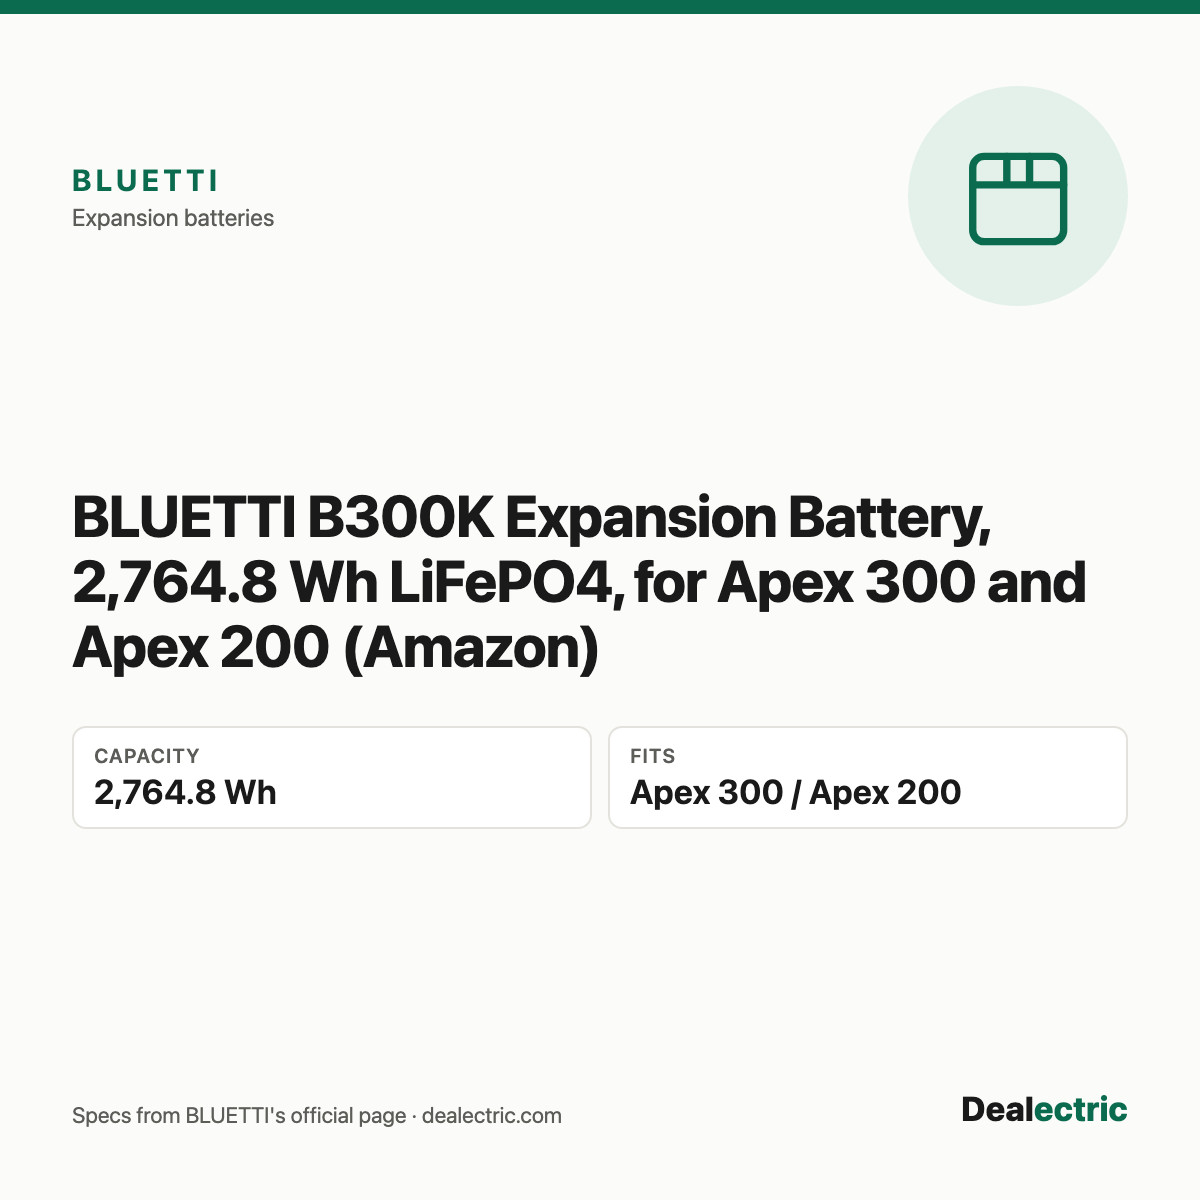 BLUETTI
Expansion batteries
BLUETTI B300K Expansion Battery,
2,764.8 Wh LiFePO4, for Apex 300 and
Apex 200 (Amazon)
CAPACITY
2,764.8 Wh
FITS
Apex 300 / Apex 200
Specs from BLUETTI's official page · dealectric.com
Dealectric